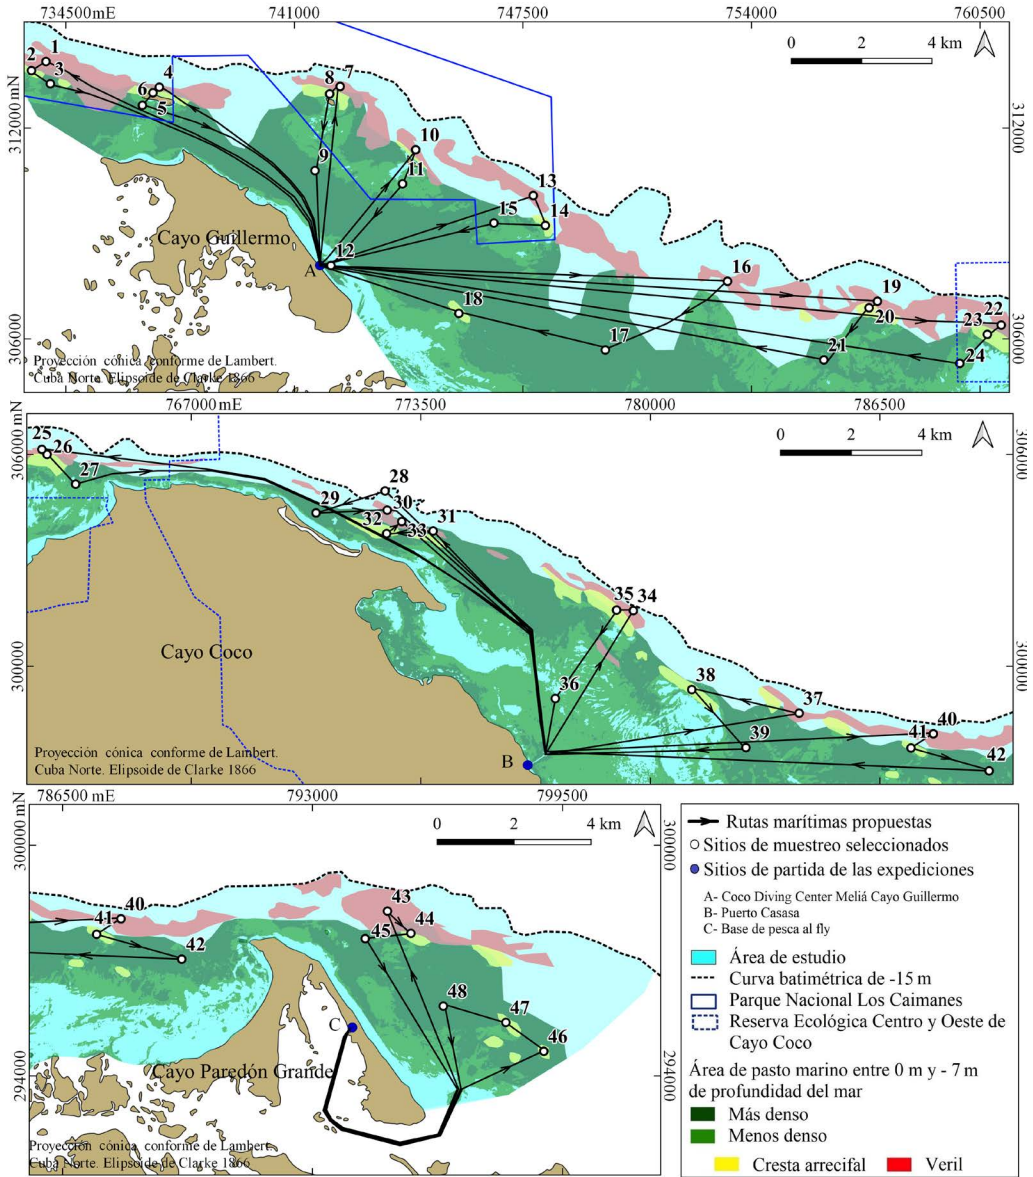 734500
741000
747500
754000
760500
312000 mN
306000
312000
306000
0 2 4 km
1
2
3
4
6
5
8
7
9
10
11
13
14
15
12
A
Cayo Guillermo
16
18
17
19
20
21
22
23
24
Proyección cónica conforme de Lambert.
Cuba Norte. Elipsoide de Clarke 1866
767000 mE
773500
780000
786500
306000 mN
300000
306000
300000
0 2 4 km
25
26
27
28
29
30
32
33
31
35
34
36
38
37
39
40
41
42
B
Cayo Coco
Proyección cónica conforme de Lambert.
Cuba Norte. Elipsoide de Clarke 1866
786500 mE
793000
799500
300000 mN
294000
300000
294000
0 2 4 km
41
40
42
43
44
45
48
47
46
C
Cayo Paredón Grande
Proyección cónica conforme de Lambert.
Cuba Norte. Elipsoide de Clarke 1866
Rutas marítimas propuestas
Sitios de muestreo seleccionados
Sitios de partida de las expediciones
A- Coco Diving Center Meliá Cayo Guillermo
B- Puerto Casasa
C- Base de pesca al fly
Área de estudio
Curva batimétrica de -15 m
Parque Nacional Los Caimanes
Reserva Ecológica Centro y Oeste de
Cayo Coco
Área de pasto marino entre 0 m y - 7 m
de profundidad del mar
Más denso
Menos denso
Cresta arrecifal
Veril